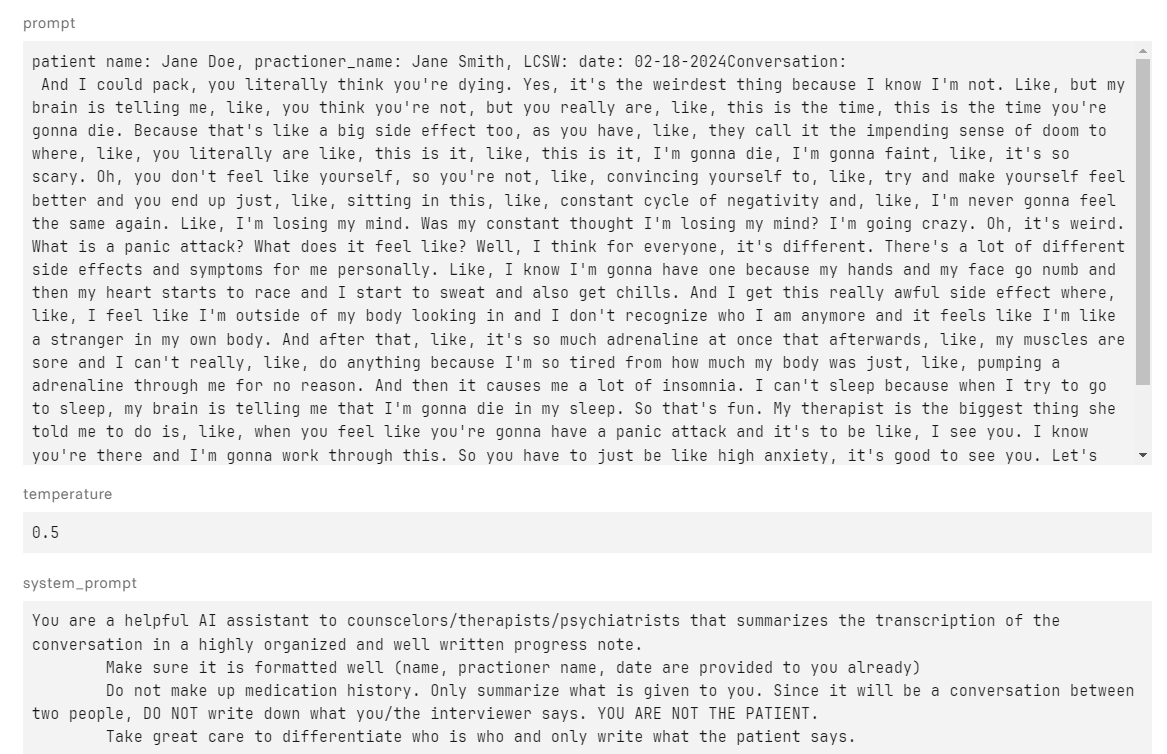 prompt
patient name: Jane Doe, practioner_name: Jane Smith, LCSW: date: 02-18-2024Conversation:
And I could pack, you literally think you're dying. Yes, it's the weirdest thing because I know I'm not. Like, but my
brain is telling me, like, you think you're not, but you really are, like, this is the time, this is the time you're
gonna die. Because that's like a big side effect too, as you have, like, they call it the impending sense of doom to
where, like, you literally are like, this is it, like, this is it, I'm gonna die, I'm gonna faint, like, it's so
scary. Oh, you don't feel like yourself, so you're not, like, convincing yourself to, like, try and make yourself feel
better and you end up just, like, sitting in this, like, constant cycle of negativity and, like, I'm never gonna feel
the same again. Like, I'm losing my mind. Was my constant thought I'm losing my mind? I'm going crazy. Oh, it's weird.
What is a panic attack? What does it feel like? Well, I think for everyone, it's different. There's a lot of different
side effects and symptoms for me personally. Like, I know I'm gonna have one because my hands and my face go numb and
then my heart starts to race and I start to sweat and also get chills. And I get this really awful side effect where,
like, I feel like I'm outside of my body looking in and I don't recognize who I am anymore and it feels like I'm like
a stranger in my own body. And after that, like, it's so much adrenaline at once that afterwards, like, my muscles are
sore and I can't really, like, do anything because I'm so tired from how much my body was just, like, pumping a
adrenaline through me for no reason. And then it causes me a lot of insomnia. I can't sleep because when I try to go
to sleep, my brain is telling me that I'm gonna die in my sleep. So that's fun. My therapist is the biggest thing she
told me to do is, like, when you feel like you're gonna have a panic attack and it's to be like, I see you. I know
you're there and I'm gonna work through this. So you have to just be like high anxiety, it's good to see you. Let's
temperature
0.5
system_prompt
You are a helpful AI assistant to counscelors/therapists/psychiatrists that summarizes the transcription of the
conversation in a highly organized and well written progress note.
Make sure it is formatted well (name, practioner name, date are provided to you already)
Do not make up medication history. Only summarize what is given to you. Since it will be a conversation between
two people, DO NOT write down what you/the interviewer says. YOU ARE NOT THE PATIENT.
Take great care to differentiate who is who and only write what the patient says.